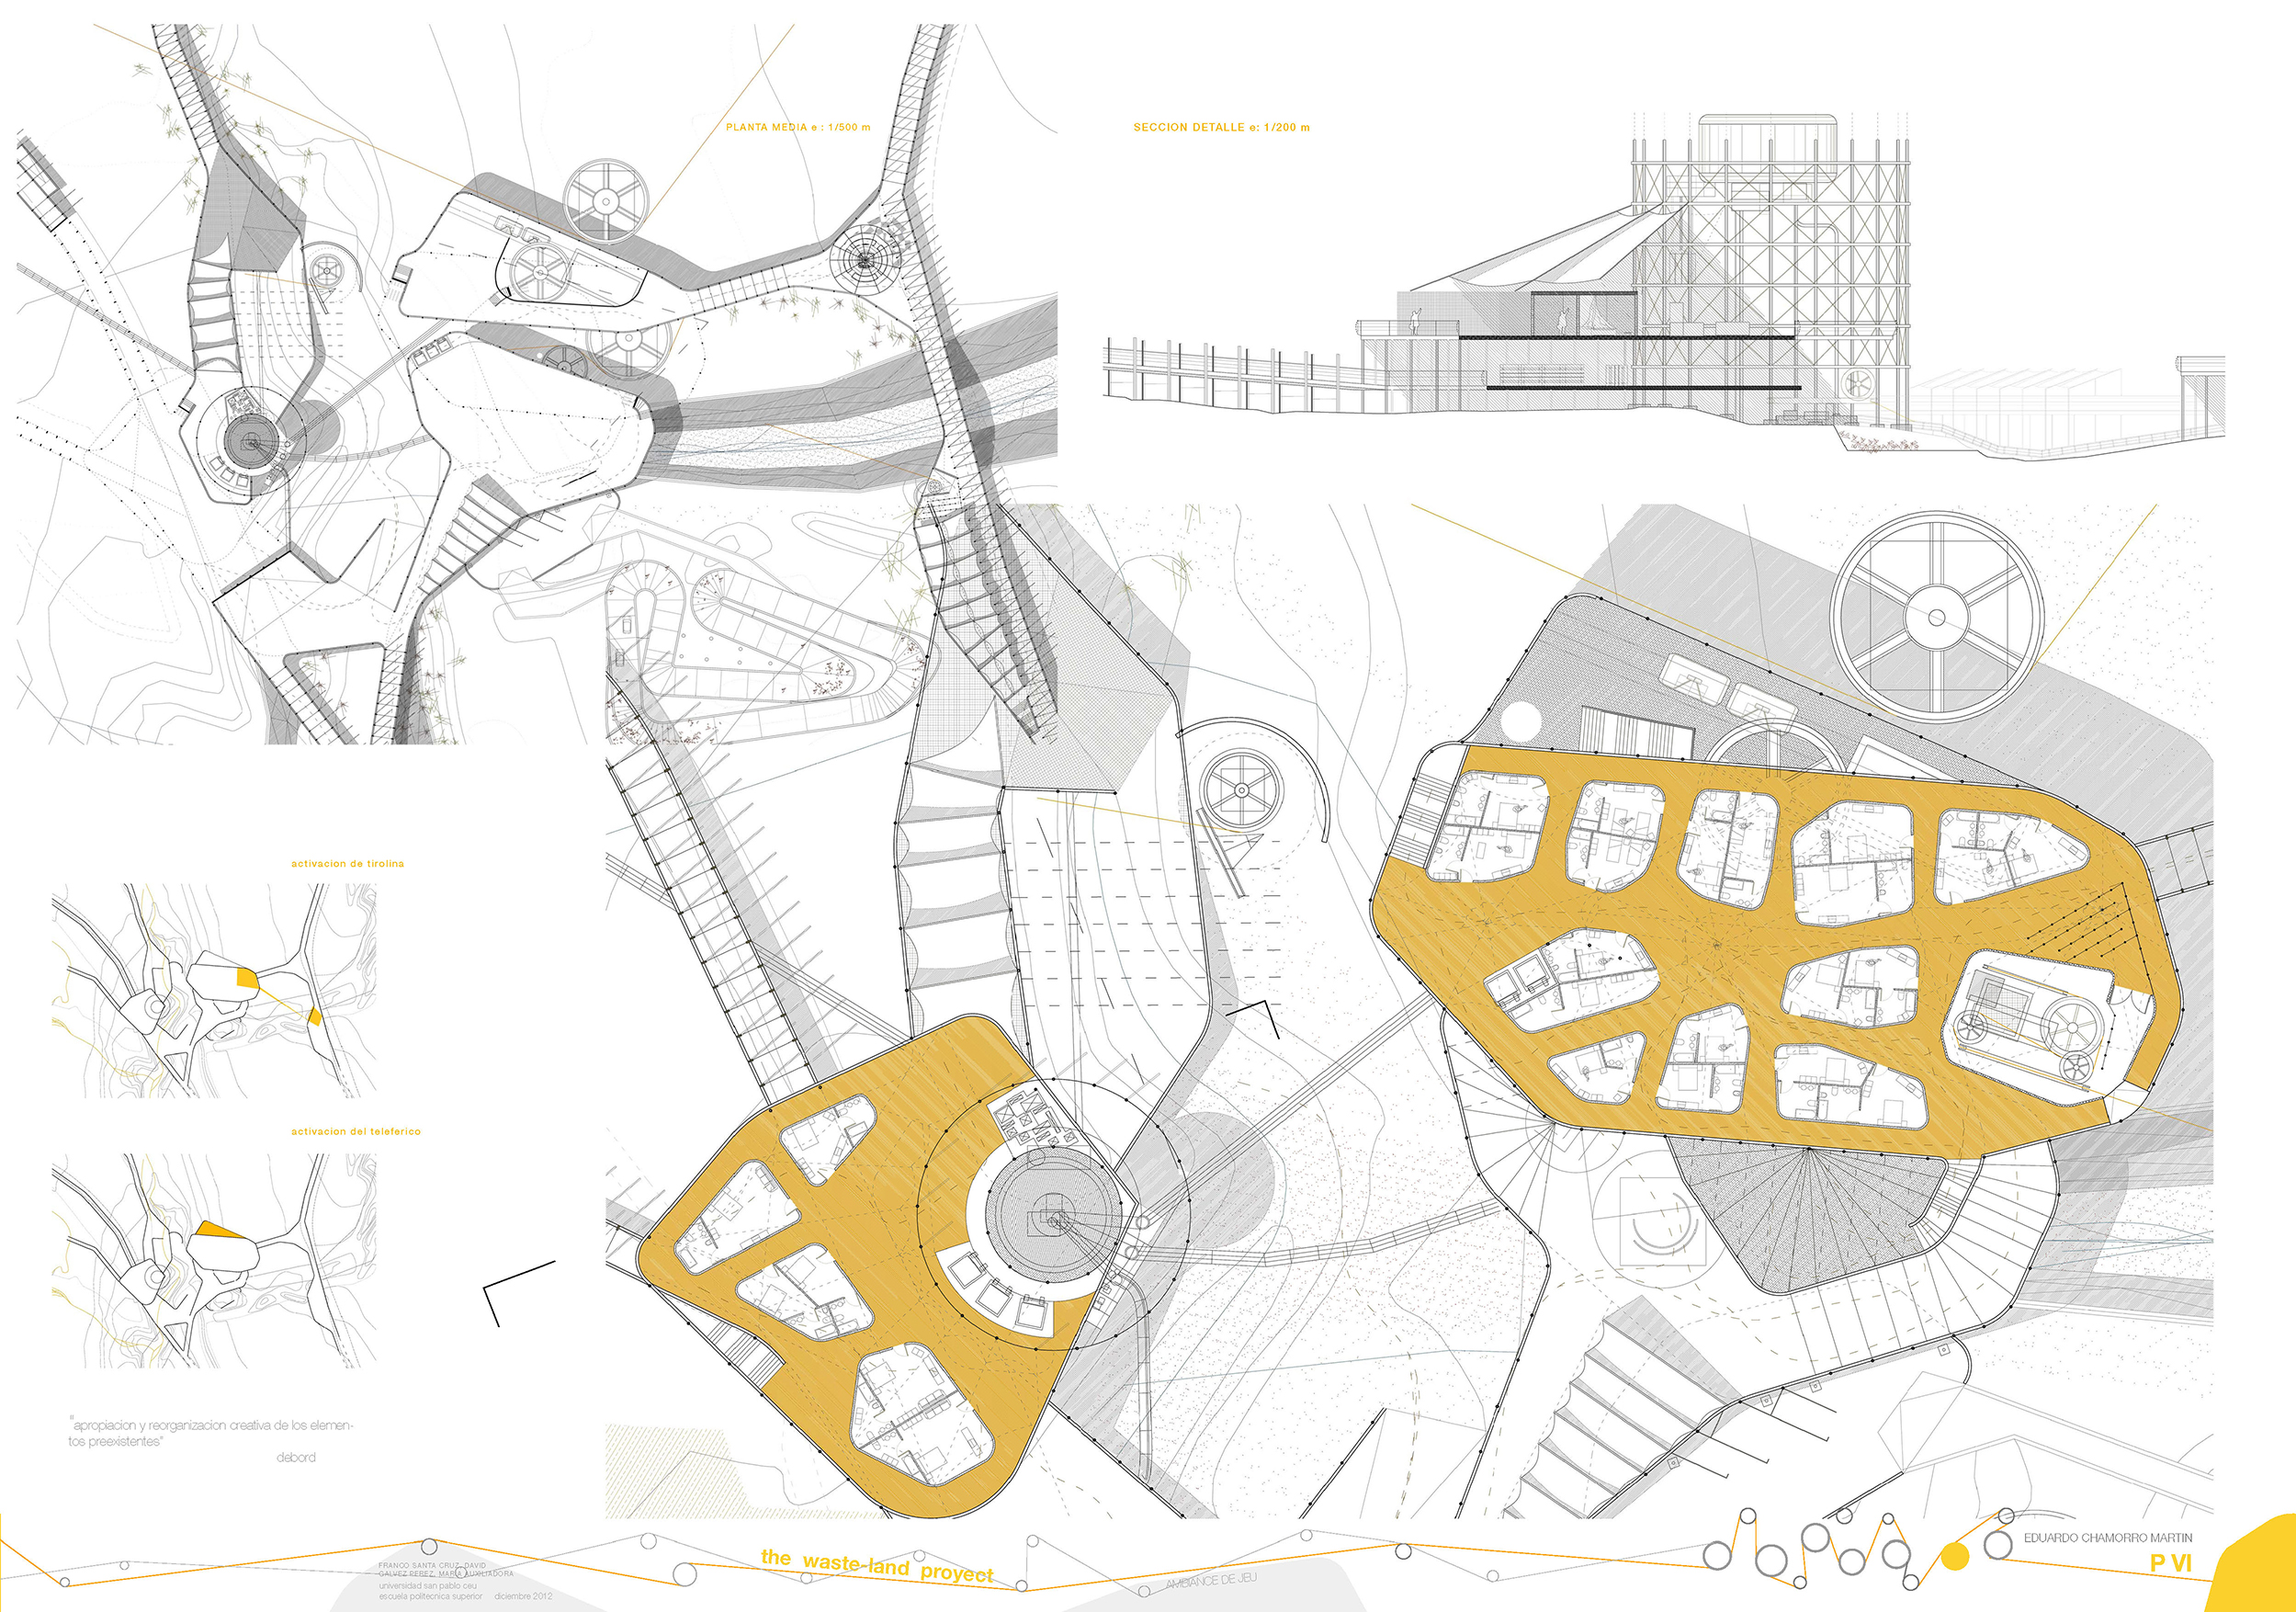 PLANTA MEDIA e : 1/500 m
SECCION DETALLE e: 1/200 m
activacion de tirolina
activacion del teleferico
"apropiacion y reorganizacion creativa de los elemen-
tos preexistentes"
debord
FRANCO SANTA CRUZ, DAVID
GALVEZ PEREZ, MARIA AUXILIADORA
universidad san pablo ceu
escuela politecnica superior diciembre 2012
the waste-land proyect
AMBIANCE DE JEU
EDUARDO CHAMORRO MARTIN
P VI